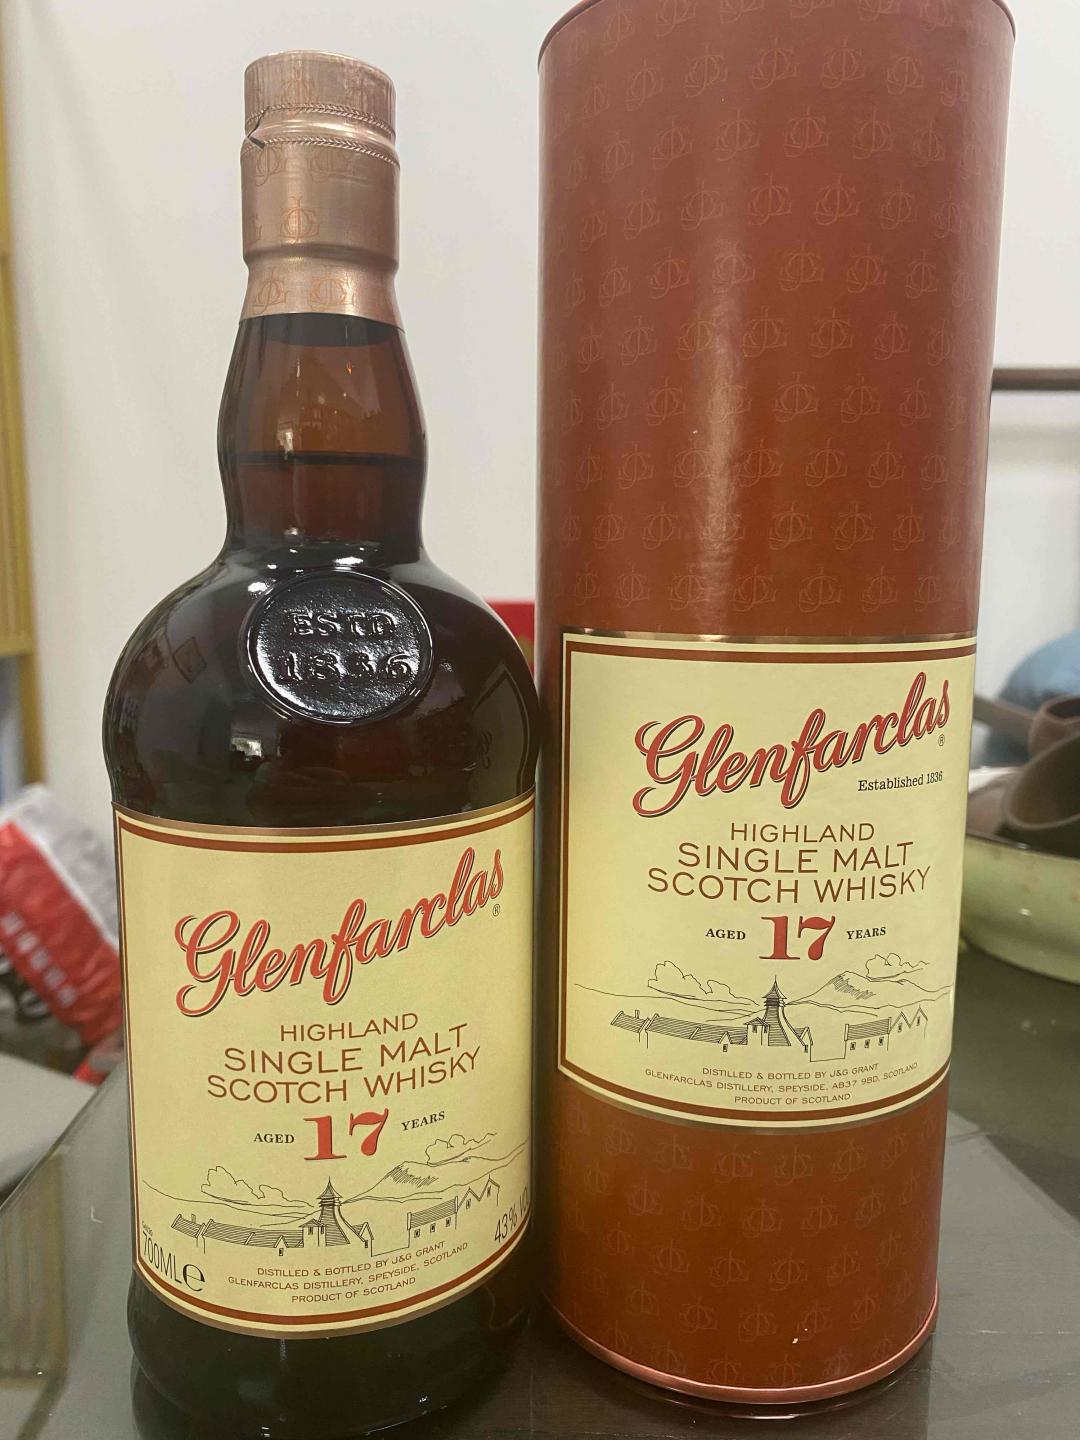 ESTD
1836
Glenfarclas
®
HIGHLAND
SINGLE MALT
SCOTCH WHISKY
AGED 17 YEARS
700ML e
43% VOL
DISTILLED & BOTTLED BY J&G GRANT
GLENFARCLAS DISTILLERY, SPEYSIDE, SCOTLAND
PRODUCT OF SCOTLAND
Glenfarclas
®
Established 1836
HIGHLAND
SINGLE MALT
SCOTCH WHISKY
AGED 17 YEARS
DISTILLED & BOTTLED BY J&G GRANT
GLENFARCLAS DISTILLERY, SPEYSIDE, AB37 9BD, SCOTLAND
PRODUCT OF SCOTLAND